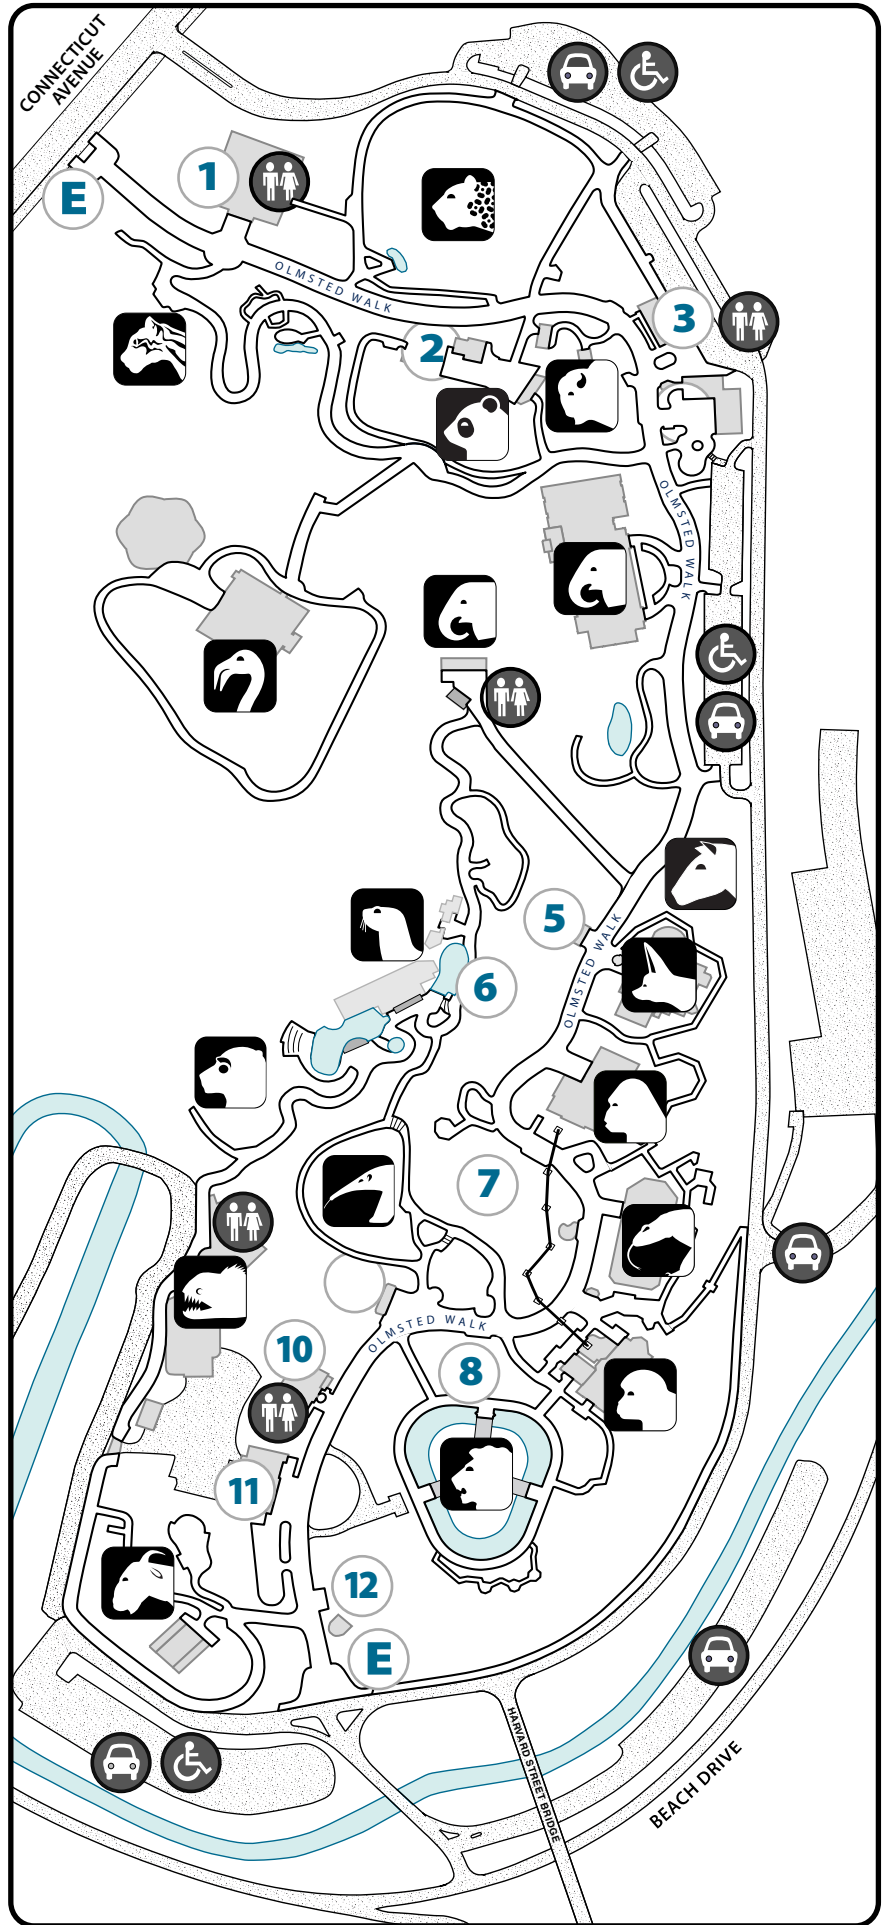 CONNECTICUT
AVENUE
E
1
OLMSTED WALK
2
3
OLMSTED WALK
5
OLMSTED WALK
6
7
OLMSTED WALK
8
10
11
12
E
HARVARD STREET BRIDGE
BEACH DRIVE